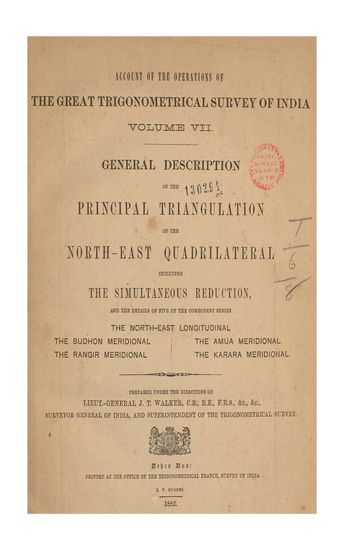 ACCOUNT OF THE OPERATIONS OF
THE GREAT TRIGONOMETRICAL SURVEY OF INDIA
VOLUME VII.
GENERAL DESCRIPTION
OF THE
130294
PRINCIPAL TRIANGULATION
OF THE
NORTH-EAST QUADRILATERAL
INCLUDING
THE SIMULTANEOUS REDUCTION,
AND THE DETAILS OF FIVE OF THE COMPONENT SERIES
THE NORTH-EAST LONGITUDINAL
THE BUDHON MERIDIONAL
THE RANGIR MERIDIONAL
THE AMUA MERIDIONAL
THE KARARA MERIDIONAL
PREPARED UNDER THE DIRECTIONS OF
LIEUT.-GENERAL J. T. WALKER, C.B., R.E., F.R.S., &c., &c.,
SURVEYOR GENERAL OF INDIA, AND SUPERINTENDENT OF THE TRIGONOMETRICAL SURVEY.
Dehra Dun:
PRINTED AT THE OFFICE OF THE TRIGONOMETRICAL BRANCH, SURVEY OF INDIA.
1882.